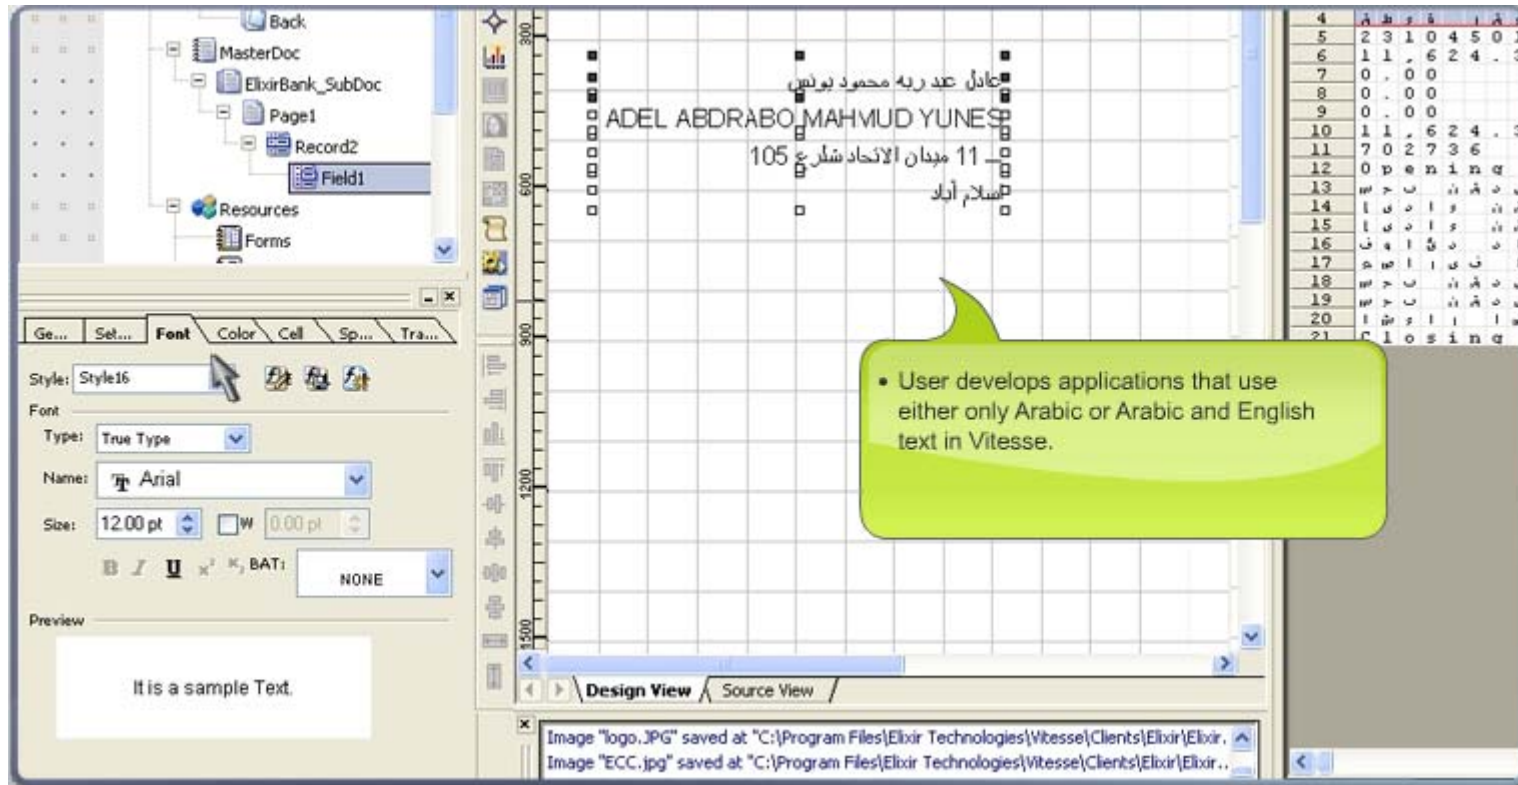 Back
MasterDoc
ElixirBank_SubDoc
Page1
Record2
Field1
Resources
Forms
Ge... Set... Font Color Cell Sp... Tra...
Style: Style16
Font
Type: True Type
Name: Arial
Size: 12.00 pt W 0.00 pt
B I U x² BAT: NONE
Preview
It is a sample Text.
300
600
900
1200
1500
عادل عبد ربه محمود يونس
ADEL ABDRABO MAHMUD YUNES
11 ميدان الاتحاد شارع 105
اسلام آباد
• User develops applications that use
either only Arabic or Arabic and English
text in Vitesse.
Design View Source View
Image "logo.JPG" saved at "C:\Program Files\Elixir Technologies\Vitesse\Clients\Elixir\Elixir.
Image "ECC.jpg" saved at "C:\Program Files\Elixir Technologies\Vitesse\Clients\Elixir\Elixir..
4
5 2 3 1 0 4 5 0
6 1 1 , 6 2 4 .
7 0 . 0 0
8 0 . 0 0
9 0 . 0 0
10 1 1 , 6 2 4 .
11 7 0 2 7 3 6
12 O p e n i n g
13
14
15
16
17
18
19
20
21 C l o s i n g